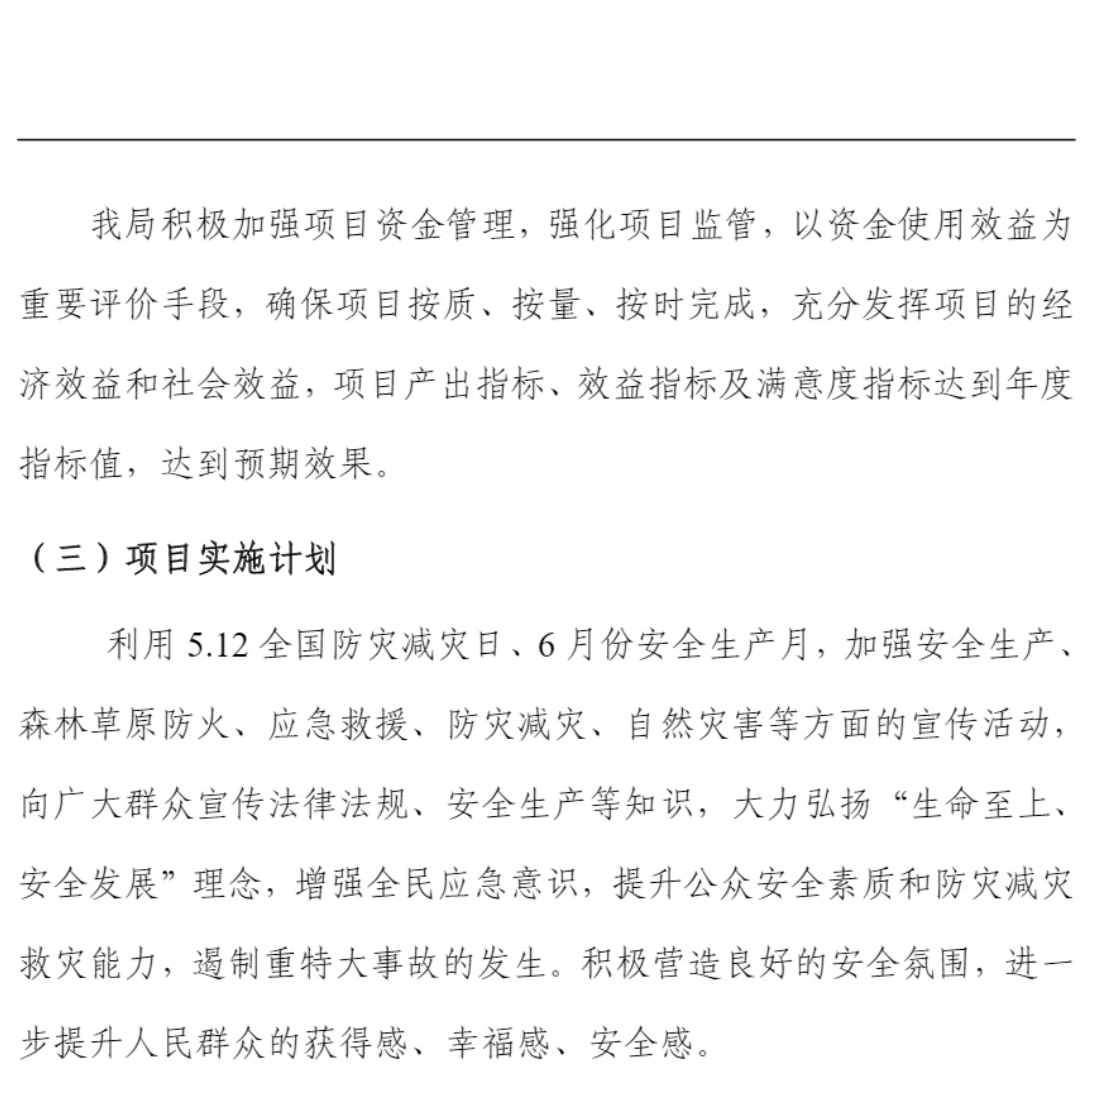 我局积极加强项目资金管理，强化项目监管，以资金使用效益为
重要评价手段，确保项目按质、按量、按时完成，充分发挥项目的经
济效益和社会效益，项目产出指标、效益指标及满意度指标达到年度
指标值，达到预期效果。
（三）项目实施计划
利用 5.12 全国防灾减灾日、6 月份安全生产月，加强安全生产、
森林草原防火、应急救援、防灾减灾、自然灾害等方面的宣传活动，
向广大群众宣传法律法规、安全生产等知识，大力弘扬“生命至上、
安全发展”理念，增强全民应急意识，提升公众安全素质和防灾减灾
救灾能力，遏制重特大事故的发生。积极营造良好的安全氛围，进一
步提升人民群众的获得感、幸福感、安全感。